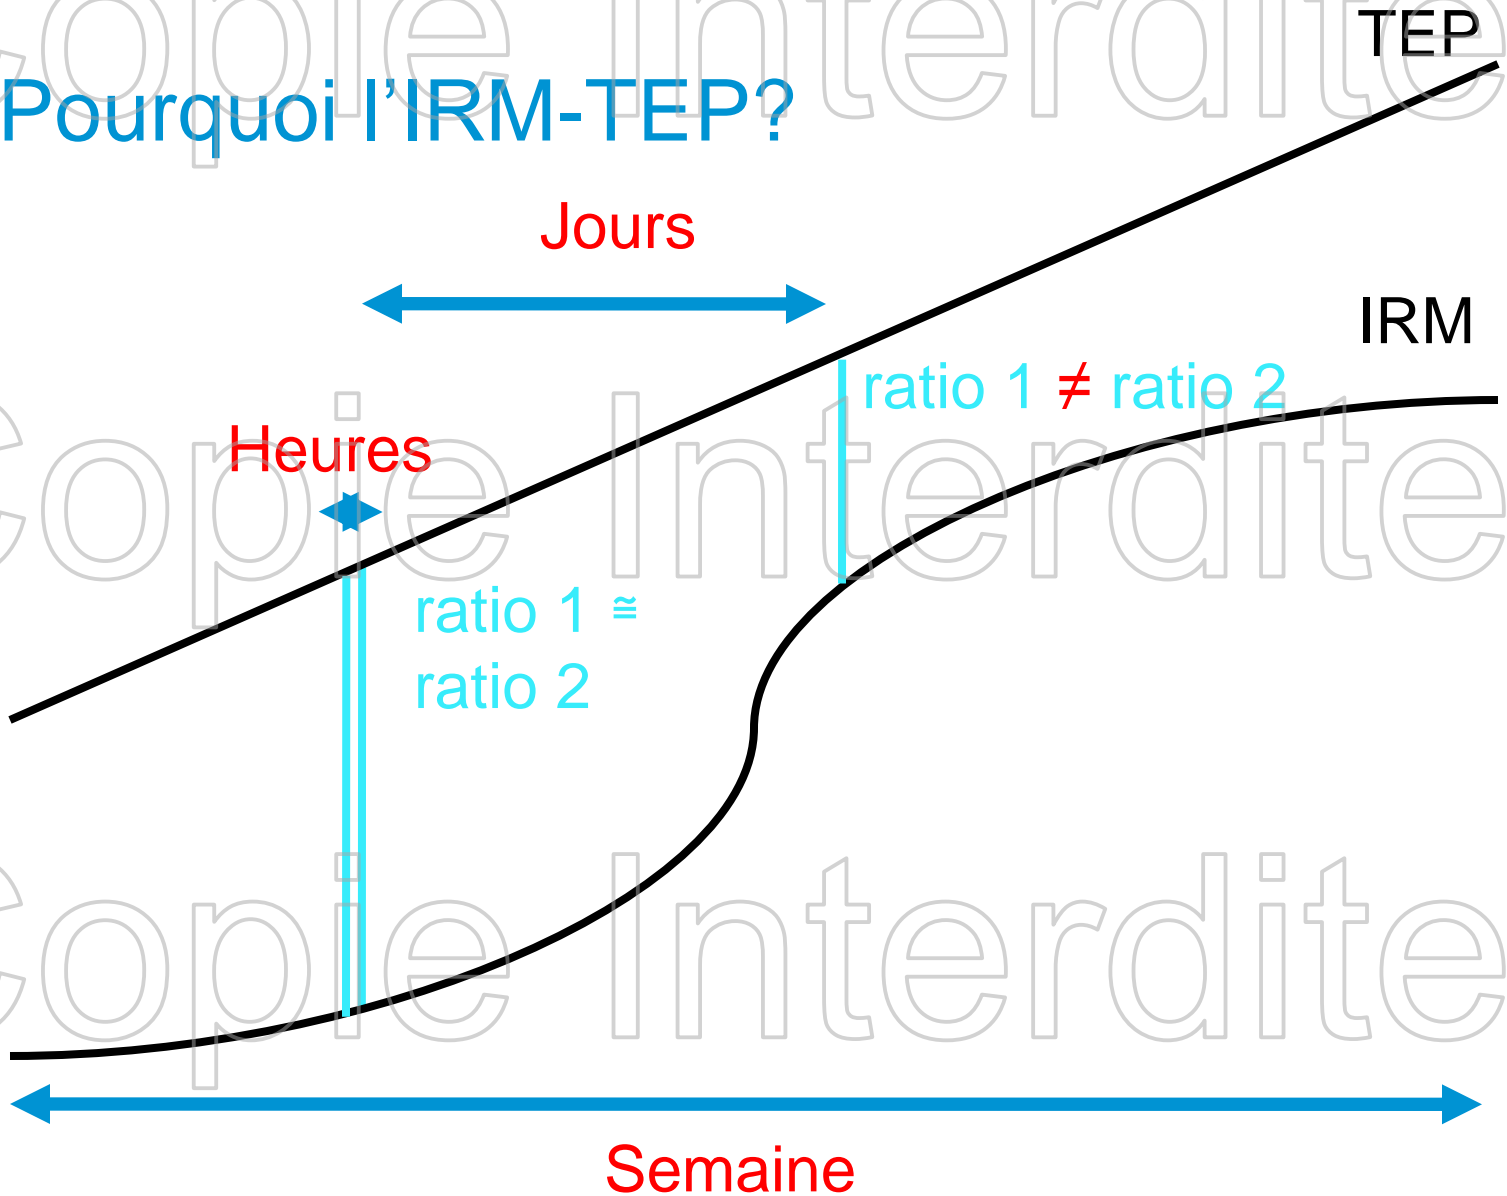 Copie Interdite
TEP
Pourquoi l’IRM-TEP?
Jours
IRM
ratio 1 ≠ ratio 2
Copie Interdite
Heures
ratio 1 ≅
ratio 2
Copie Interdite
Semaine